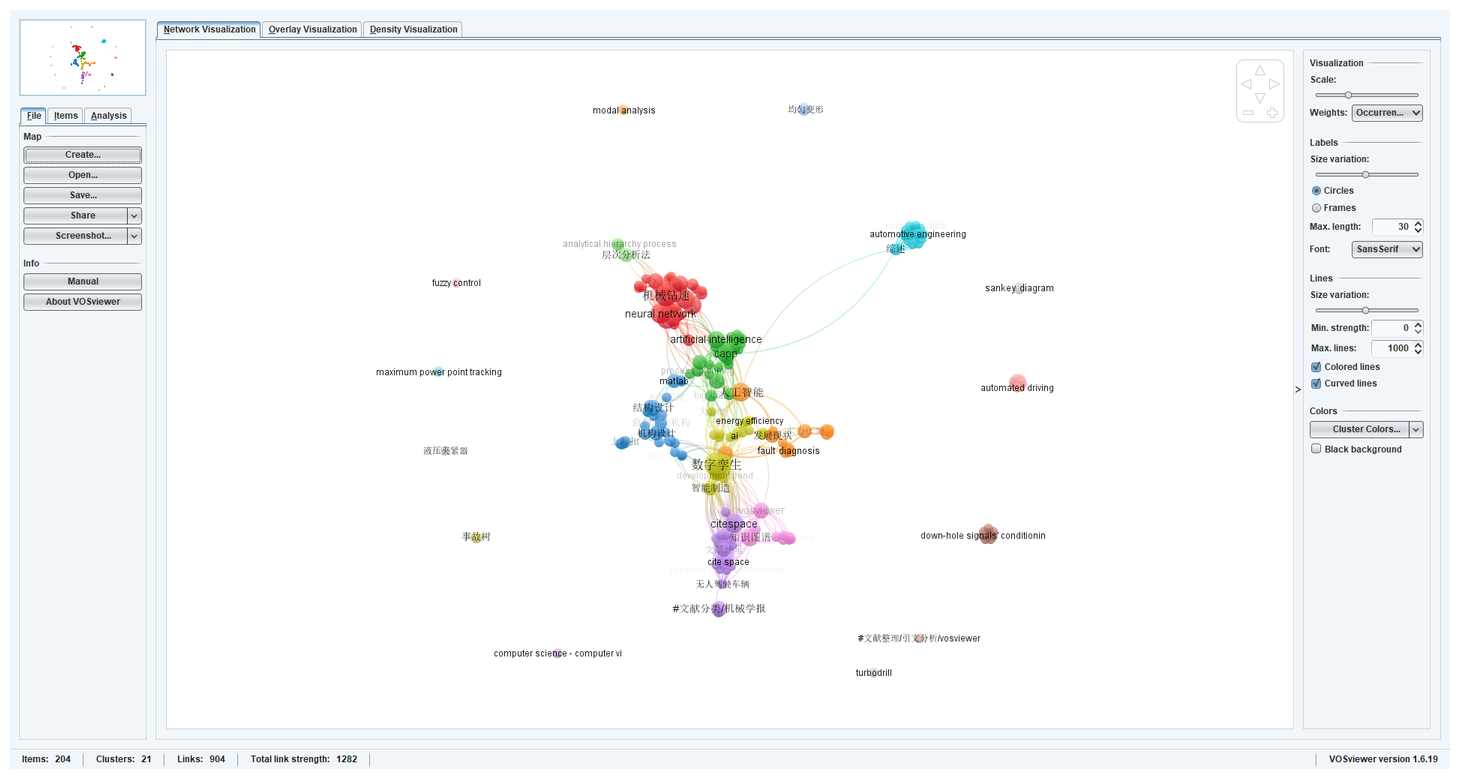 Network Visualization
Overlay Visualization
Density Visualization
File
Items
Analysis
Map
Create...
Open...
Save...
Share
Screenshot...
Info
Manual
About VOSviewer
modal analysis
均匀变形
automotive engineering
综述
analytical hierarchy process
层次分析法
fuzzy control
sankey diagram
机械钻速
neural network
artificial intelligence
capp
maximum power point tracking
matlab
automated driving
人工智能
结构设计
energy efficiency
机构设计
ai
发展现状
fault diagnosis
数字孪生
智能制造
vosviewer
citespace
知识图谱
事故树
down-hole signals' conditionin
cite space
无人驾驶车辆
#文献分类/机械学报
#文献整理/引文分析/vosviewer
computer science - computer vi
turbodrill
Visualization
Scale:
Weights:
Occurren...
Labels
Size variation:
Circles
Frames
Max. length:
30
Font:
SansSerif
Lines
Size variation:
Min. strength:
0
Max. lines:
1000
Colored lines
Curved lines
Colors
Cluster Colors...
Black background
Items: 204
Clusters: 21
Links: 904
Total link strength: 1282
VOSviewer version 1.6.19